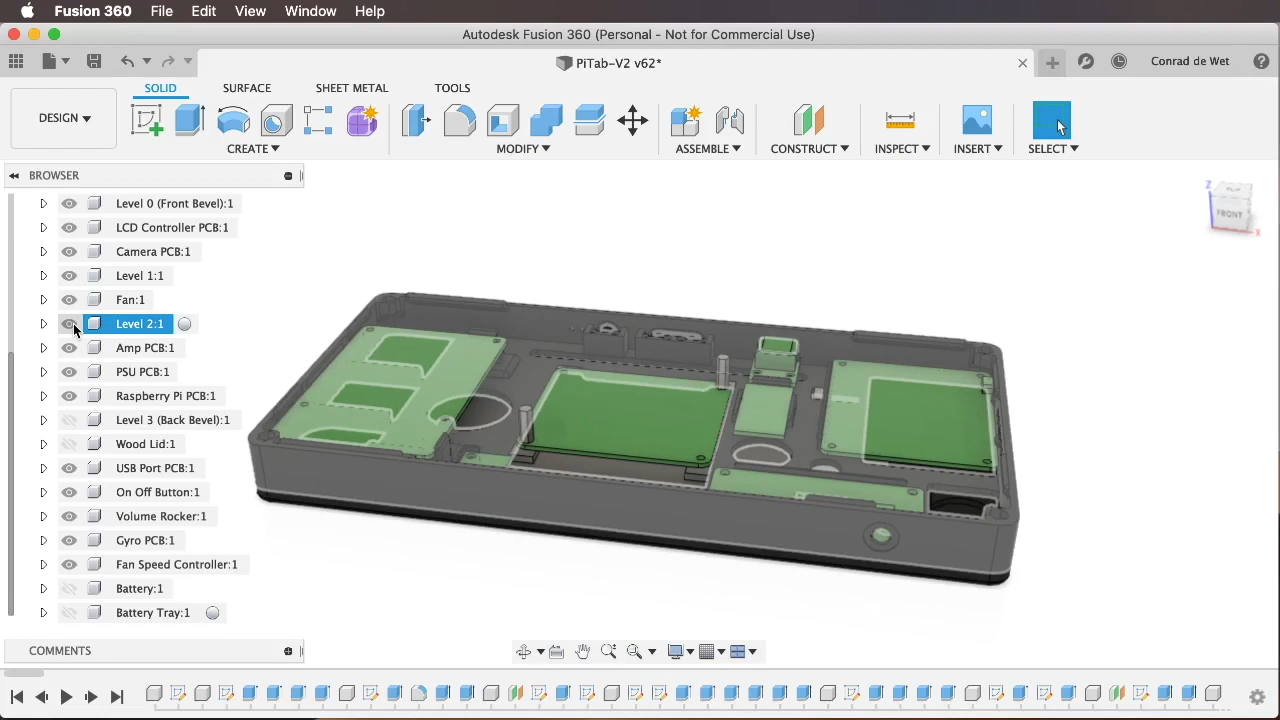 Fusion 360 File Edit View Window Help
Autodesk Fusion 360 (Personal - Not for Commercial Use)
PiTab-V2 v62*
Conrad de Wet
SOLID SURFACE SHEET METAL TOOLS
DESIGN
CREATE MODIFY ASSEMBLE CONSTRUCT INSPECT INSERT SELECT
BROWSER
Level 0 (Front Bevel):1
LCD Controller PCB:1
Camera PCB:1
Level 1:1
Fan:1
Level 2:1
Amp PCB:1
PSU PCB:1
Raspberry Pi PCB:1
Level 3 (Back Bevel):1
Wood Lid:1
USB Port PCB:1
On Off Button:1
Volume Rocker:1
Gyro PCB:1
Fan Speed Controller:1
Battery:1
Battery Tray:1
COMMENTS
Z
FLIP
FRONT
X